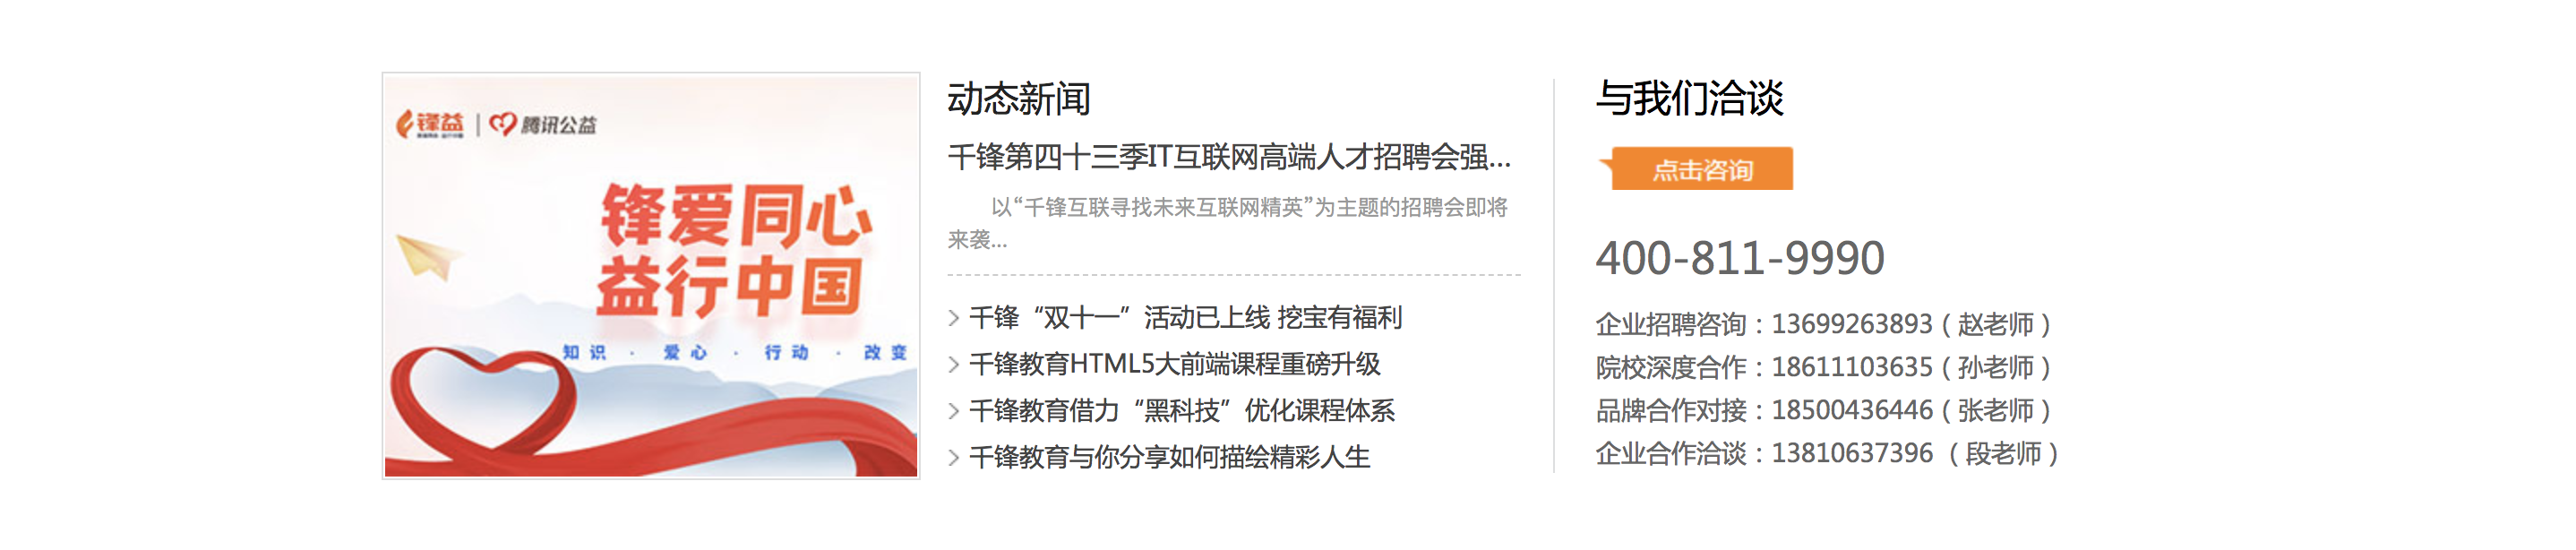 锋益 | 腾讯公益
锋爱同心
益行中国
知识 · 爱心 · 行动 · 改变
动态新闻
千锋第四十三季IT互联网高端人才招聘会强...
以“千锋互联寻找未来互联网精英”为主题的招聘会即将
来袭...
千锋“双十一”活动已上线 挖宝有福利
千锋教育HTML5大前端课程重磅升级
千锋教育借力“黑科技”优化课程体系
千锋教育与你分享如何描绘精彩人生
与我们洽谈
点击咨询
400-811-9990
企业招聘咨询：13699263893（赵老师）
院校深度合作：18611103635（孙老师）
品牌合作对接：18500436446（张老师）
企业合作洽谈：13810637396 （段老师）